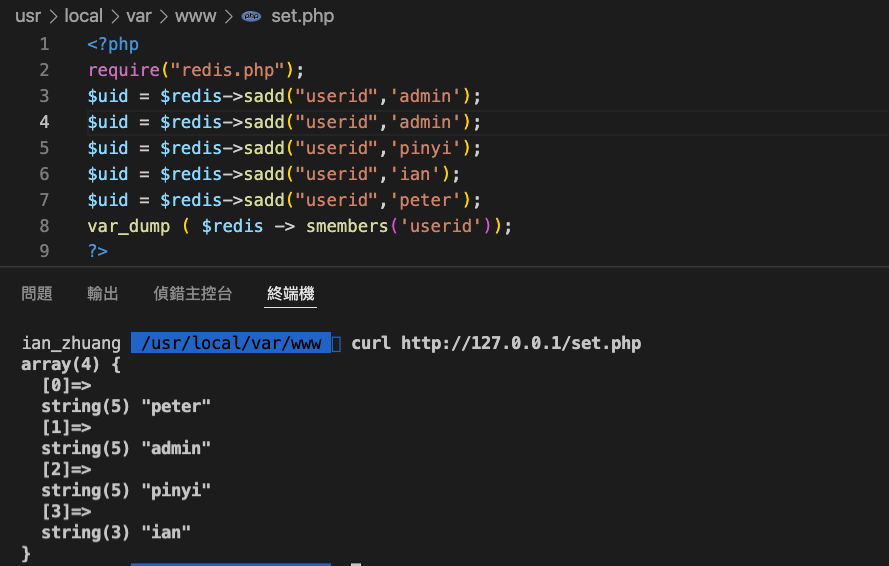 usr > local > var > www > php set.php
1 <?php
2 require("redis.php");
3 $uid = $redis->sadd("userid",'admin');
4 $uid = $redis->sadd("userid",'admin');
5 $uid = $redis->sadd("userid",'pinyi');
6 $uid = $redis->sadd("userid",'ian');
7 $uid = $redis->sadd("userid",'peter');
8 var_dump ( $redis -> smembers('userid'));
9 ?>
問題 輸出 偵錯主控台 終端機
ian_zhuang /usr/local/var/www curl http://127.0.0.1/set.php
array(4) {
[0]=>
string(5) "peter"
[1]=>
string(5) "admin"
[2]=>
string(5) "pinyi"
[3]=>
string(3) "ian"
}